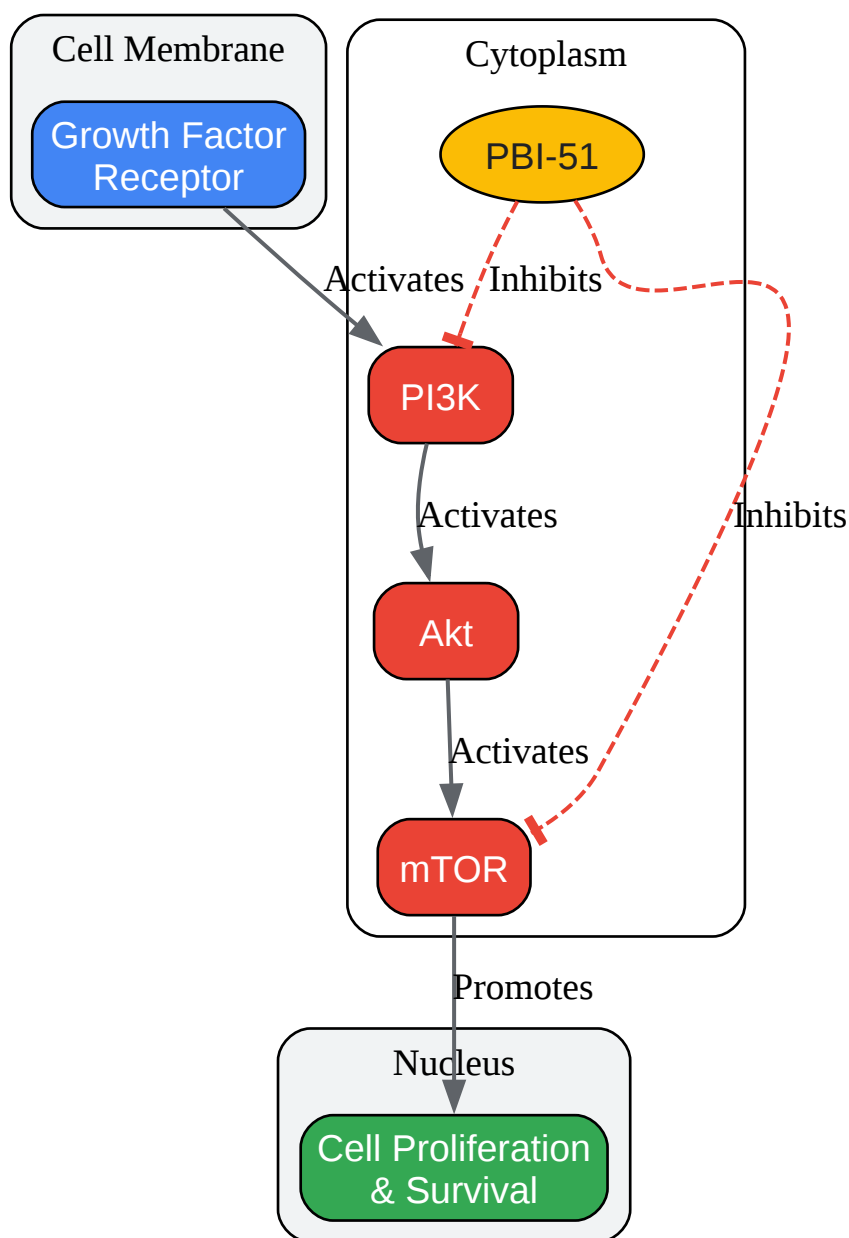 Cell Membrane
Cytoplasm
Growth Factor
Receptor
PBI-51
Activates
Inhibits
PI3K
Activates
Inhibits
Akt
Activates
mTOR
Promotes
Nucleus
Cell Proliferation
& Survival